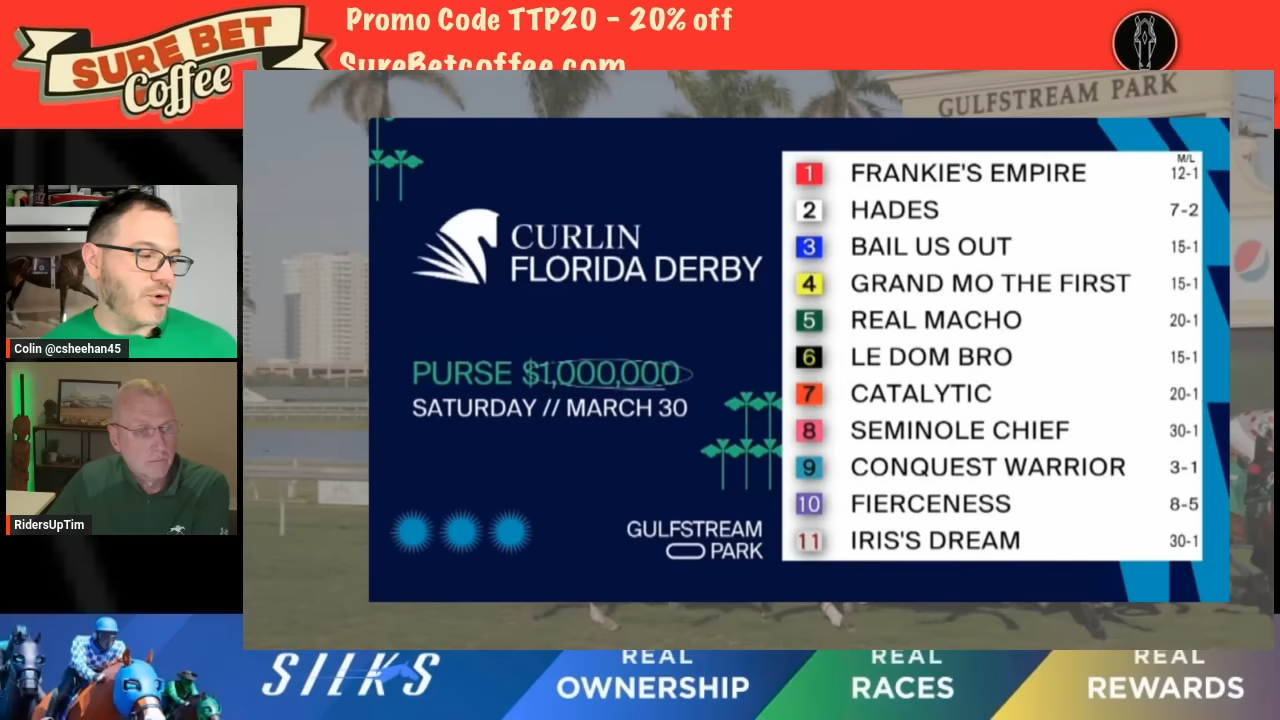 SURE BET
Coffee
Promo Code TTP20 - 20% off
SureBetcoffee.com
GULFSTREAM PARK
CURLIN
FLORIDA DERBY
PURSE $1,000,000
SATURDAY // MARCH 30
GULFSTREAM
PARK
M/L
1 FRANKIE'S EMPIRE 12-1
2 HADES 7-2
3 BAIL US OUT 15-1
4 GRAND MO THE FIRST 15-1
5 REAL MACHO 20-1
6 LE DOM BRO 15-1
7 CATALYTIC 20-1
8 SEMINOLE CHIEF 30-1
9 CONQUEST WARRIOR 3-1
10 FIERCENESS 8-5
11 IRIS'S DREAM 30-1
Colin @csheehan45
RidersUpTim
SILKS
REAL
OWNERSHIP
REAL
RACES
REAL
REWARDS